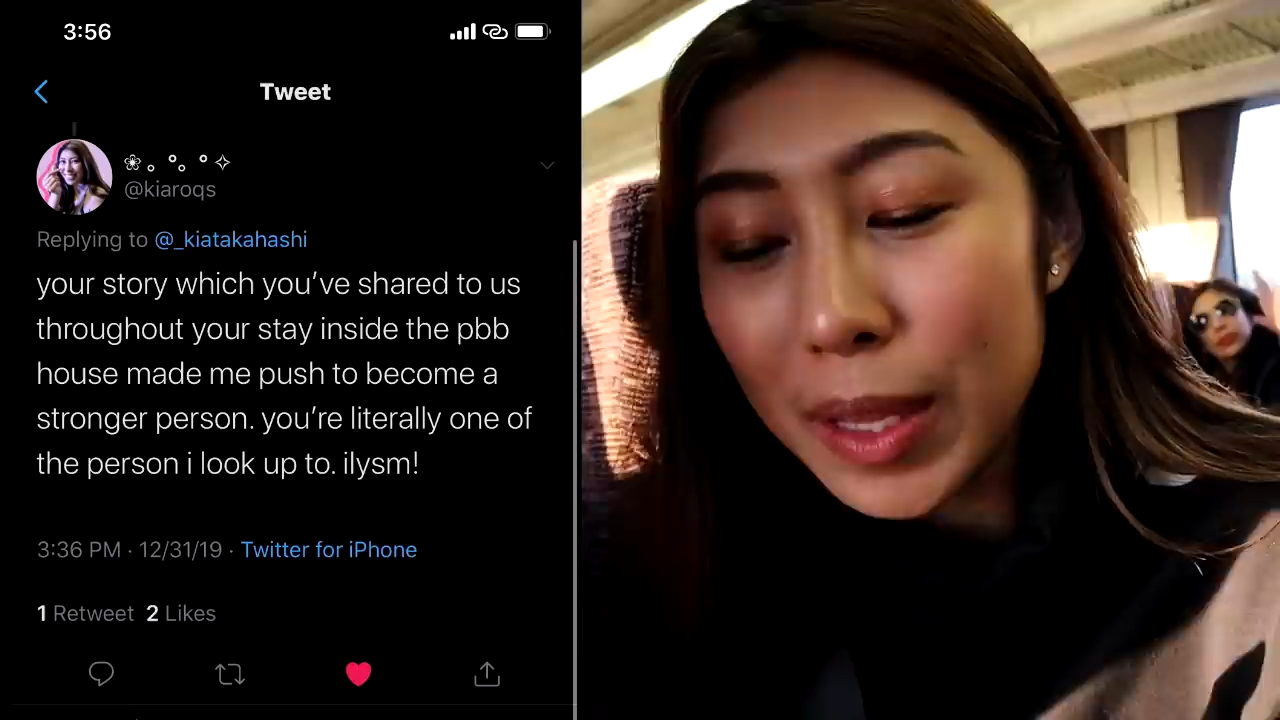 3:56
Tweet
@kiaroqs
Replying to @_kiatakahashi
your story which you’ve shared to us
throughout your stay inside the pbb
house made me push to become a
stronger person. you’re literally one of
the person i look up to. ilysm!
3:36 PM · 12/31/19 · Twitter for iPhone
1 Retweet 2 Likes